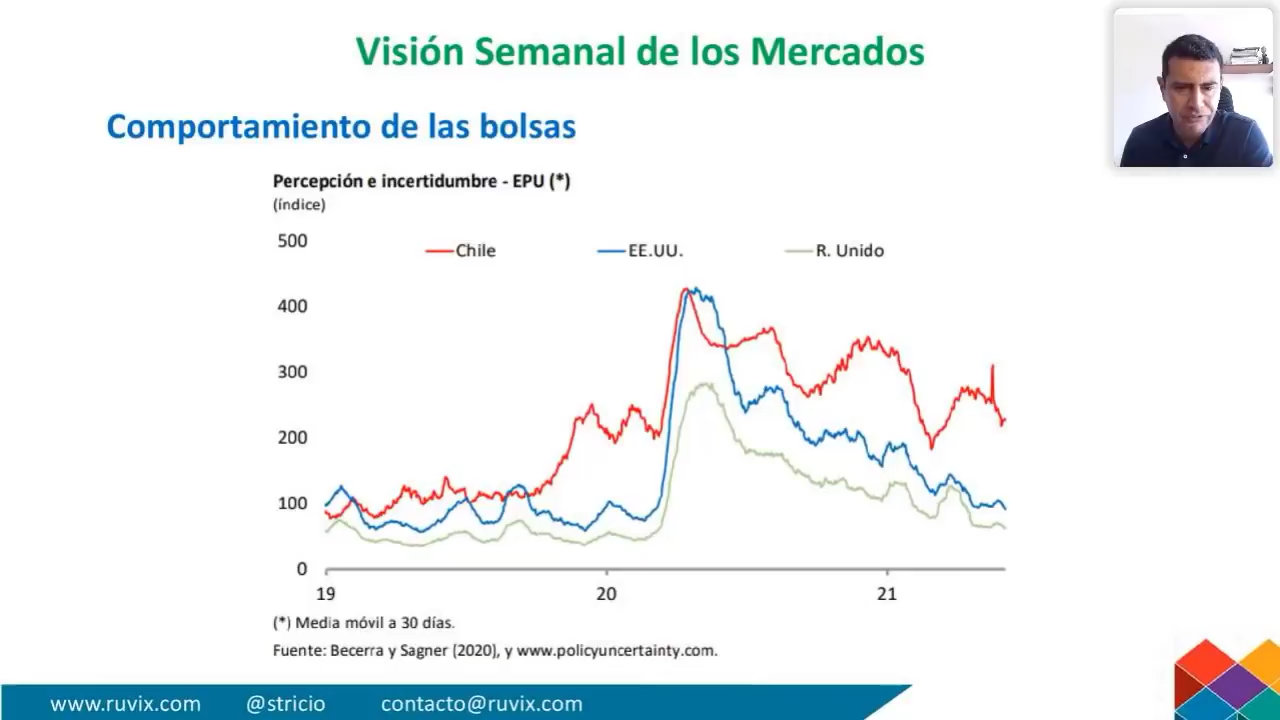 Visión Semanal de los Mercados
Comportamiento de las bolsas
Percepción e incertidumbre - EPU (*)
(índice)
500
Chile
EE.UU.
R. Unido
400
300
200
100
0
19
20
21
(*) Media móvil a 30 días.
Fuente: Becerra y Sagner (2020), y www.policyuncertainty.com.
www.ruvix.com @stricio contacto@ruvix.com